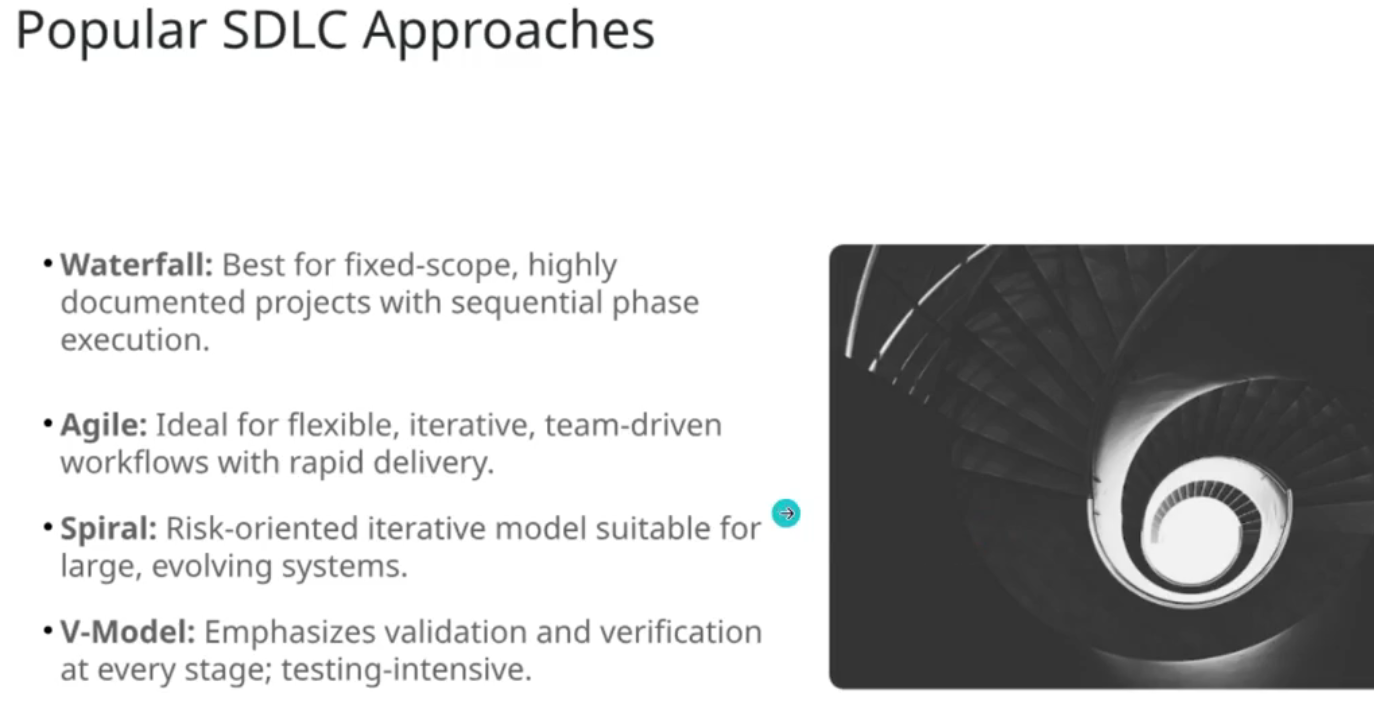 Popular SDLC Approaches
• Waterfall: Best for fixed-scope, highly
documented projects with sequential phase
execution.
• Agile: Ideal for flexible, iterative, team-driven
workflows with rapid delivery.
• Spiral: Risk-oriented iterative model suitable for
large, evolving systems.
• V-Model: Emphasizes validation and verification
at every stage; testing-intensive.